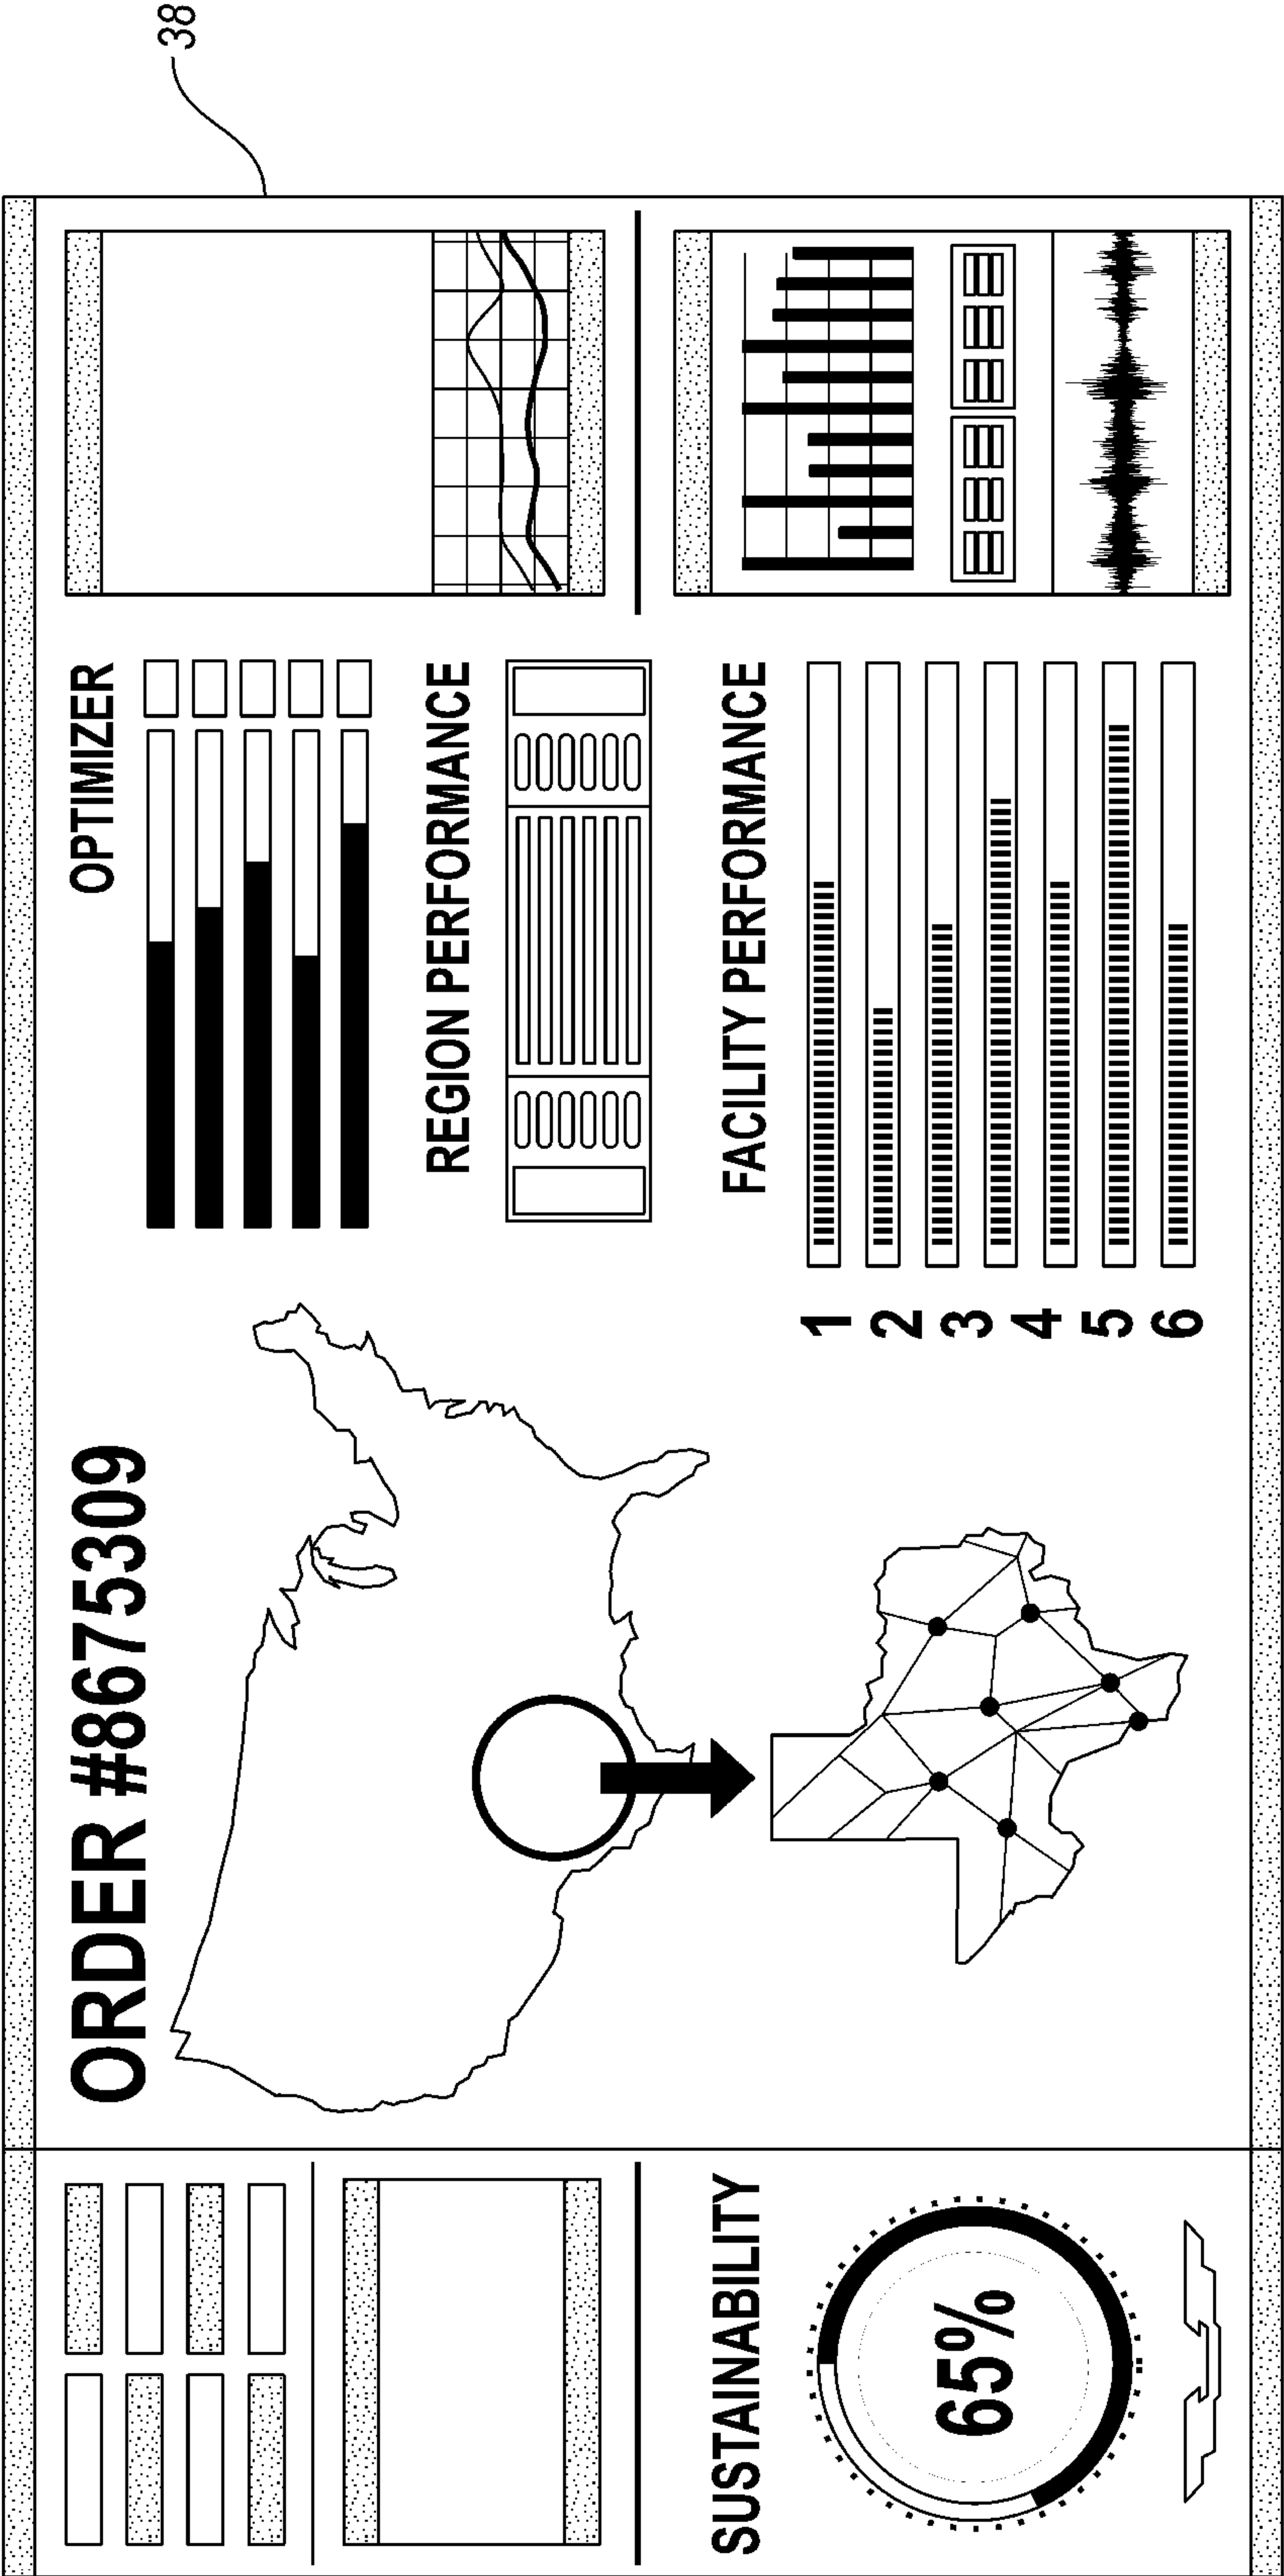 38
ORDER #8675309
OPTIMIZER
REGION PERFORMANCE
FACILITY PERFORMANCE
1
2
3
4
5
6
SUSTAINABILITY
65%